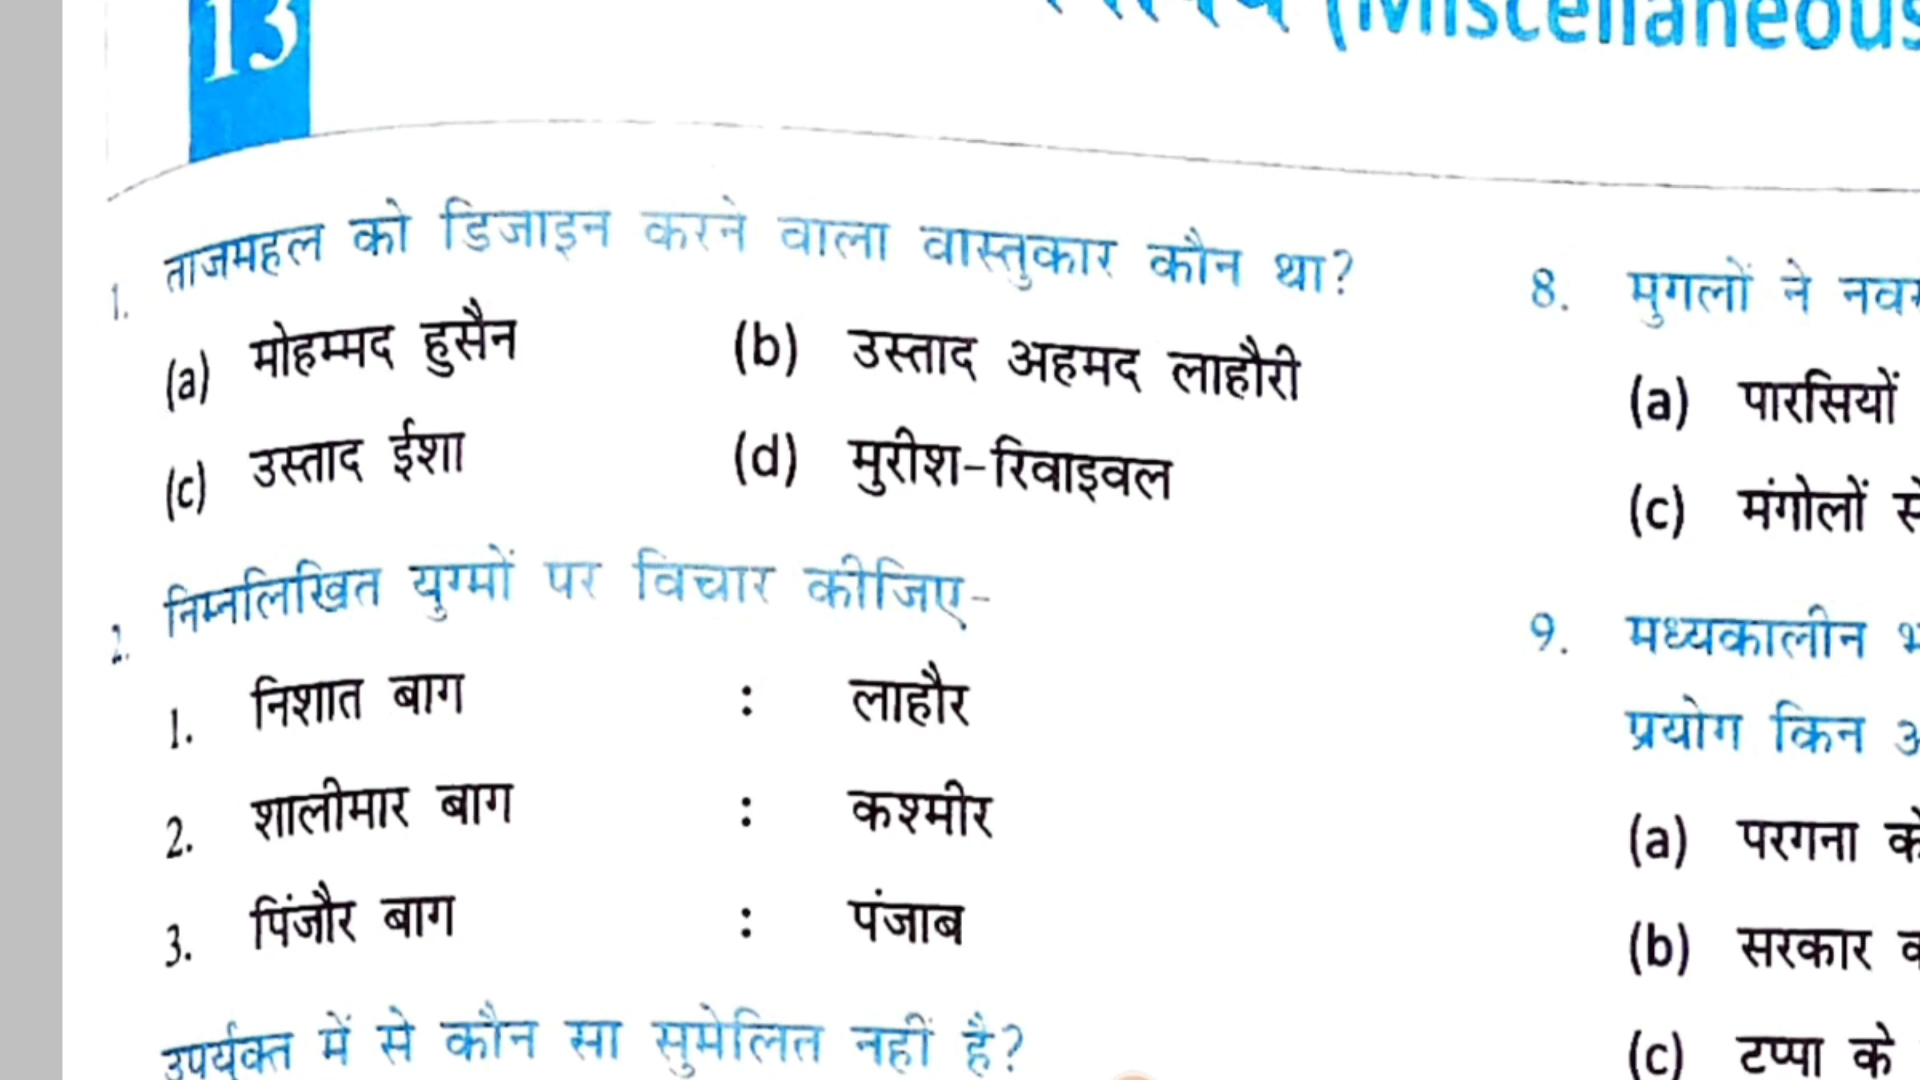 13
(Miscellaneous
1. ताजमहल को डिजाइन करने वाला वास्तुकार कौन था?
(a) मोहम्मद हुसैन (b) उस्ताद अहमद लाहौरी
(c) उस्ताद ईशा (d) मुरीश-रिवाइवल
2. निम्नलिखित युग्मों पर विचार कीजिए-
1. निशात बाग : लाहौर
2. शालीमार बाग : कश्मीर
3. पिंजौर बाग : पंजाब
उपर्युक्त में से कौन सा सुमेलित नहीं है?
8. मुगलों ने
(a) पारसियों
(c) मंगोलों से
9. मध्यकालीन
प्रयोग किन
(a) परगना के
(b) सरकार
(c) टप्पा के